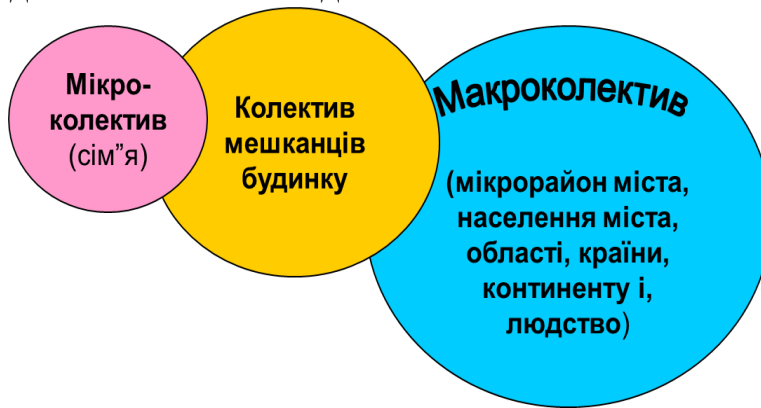 Мікро-
колектив
(сім"я)
Колектив
мешканців
будинку
Макроколектив
(мікрорайон міста,
населення міста,
області, країни,
континенту і,
людство)